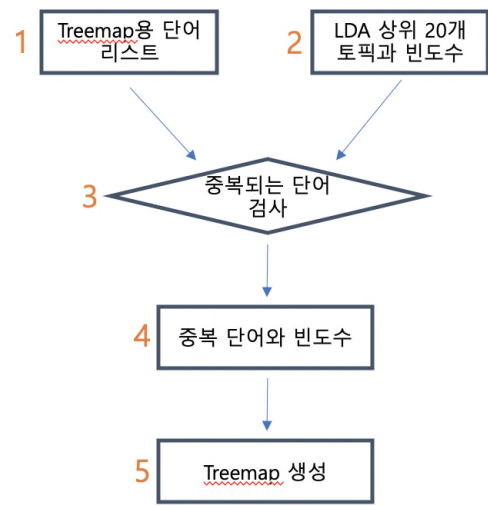 1
Treemap용 단어
리스트
2
LDA 상위 20개
토픽과 빈도수
3
중복되는 단어
검사
4
중복 단어와 빈도수
5
Treemap 생성